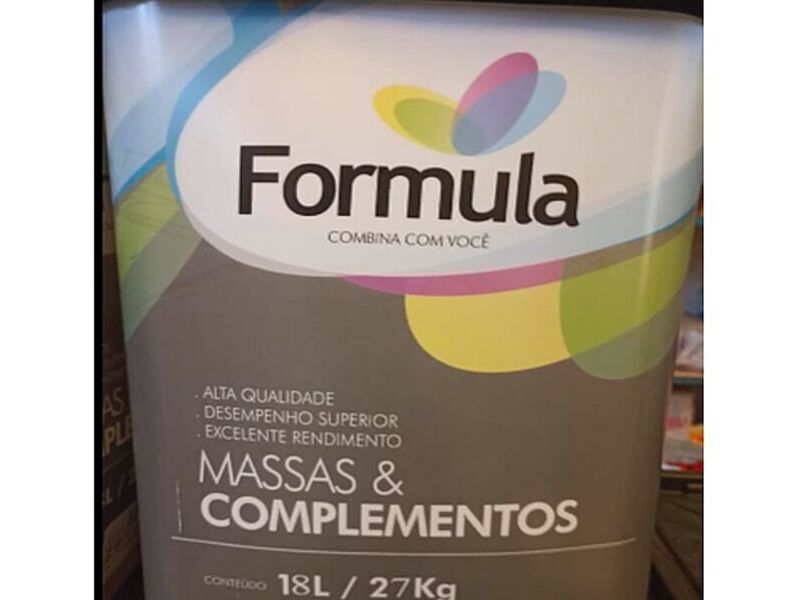 Formula
COMBINA COM VOCÊ
. ALTA QUALIDADE
. DESEMPENHO SUPERIOR
. EXCELENTE RENDIMENTO
MASSAS &
COMPLEMENTOS
CONTEÚDO 18L / 27Kg